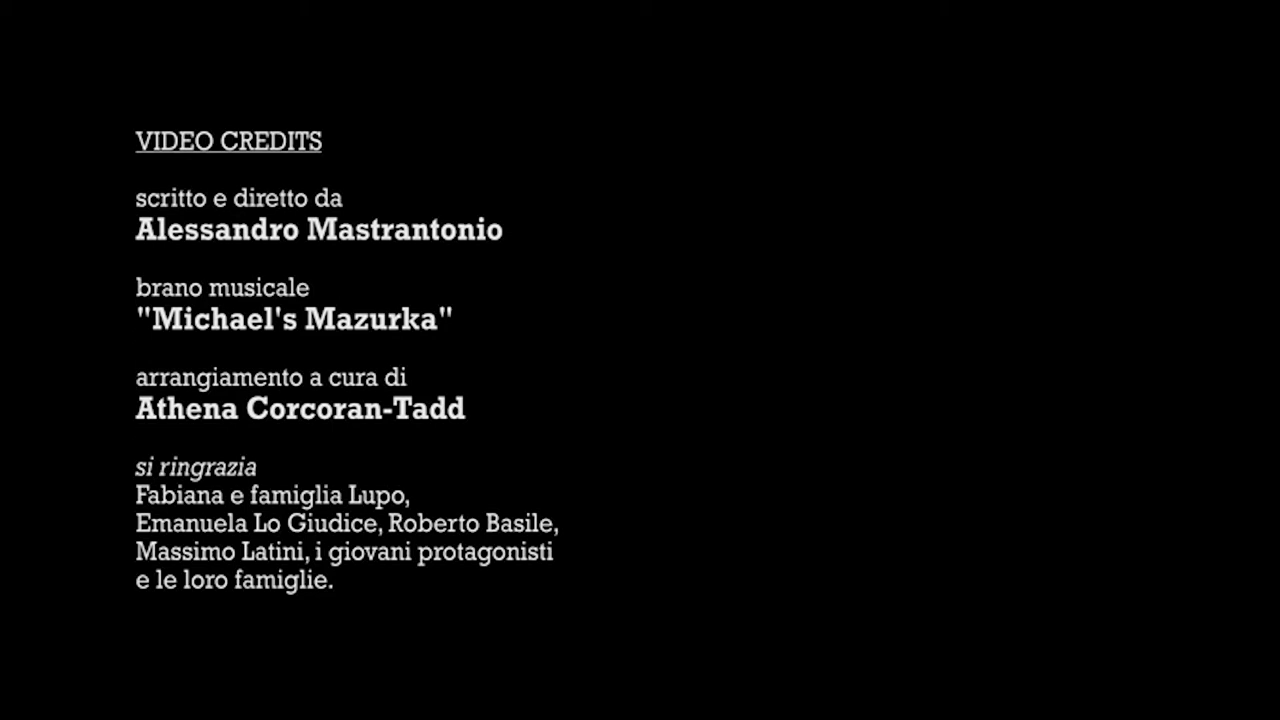 VIDEO CREDITS
scritto e diretto da
Alessandro Mastrantonio
brano musicale
"Michael's Mazurka"
arrangiamento a cura di
Athena Corcoran-Tadd
si ringrazia
Fabiana e famiglia Lupo,
Emanuela Lo Giudice, Roberto Basile,
Massimo Latini, i giovani protagonisti
e le loro famiglie.